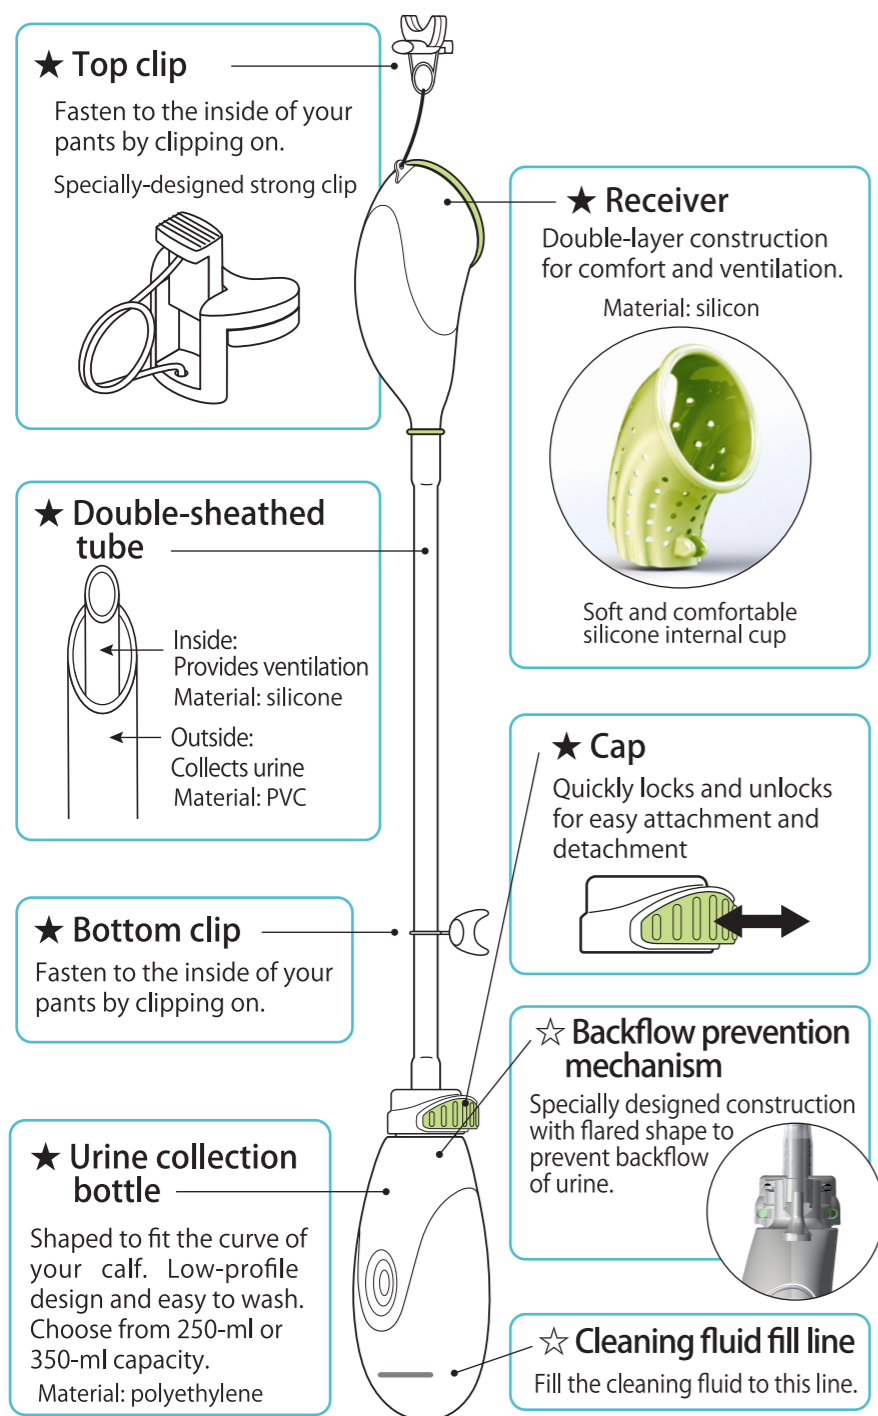 ★ Top clip
Fasten to the inside of your
pants by clipping on.
Specially-designed strong clip
★ Receiver
Double-layer construction
for comfort and ventilation.
Material: silicon
Soft and comfortable
silicone internal cup
★ Double-sheathed
tube
Inside:
Provides ventilation
Material: silicone
Outside:
Collects urine
Material: PVC
★ Cap
Quickly locks and unlocks
for easy attachment and
detachment
★ Bottom clip
Fasten to the inside of your
pants by clipping on.
☆ Backflow prevention
mechanism
Specially designed construction
with flared shape to
prevent backflow
of urine.
★ Urine collection
bottle
Shaped to fit the curve of
your calf. Low-profile
design and easy to wash.
Choose from 250-ml or
350-ml capacity.
Material: polyethylene
☆ Cleaning fluid fill line
Fill the cleaning fluid to this line.